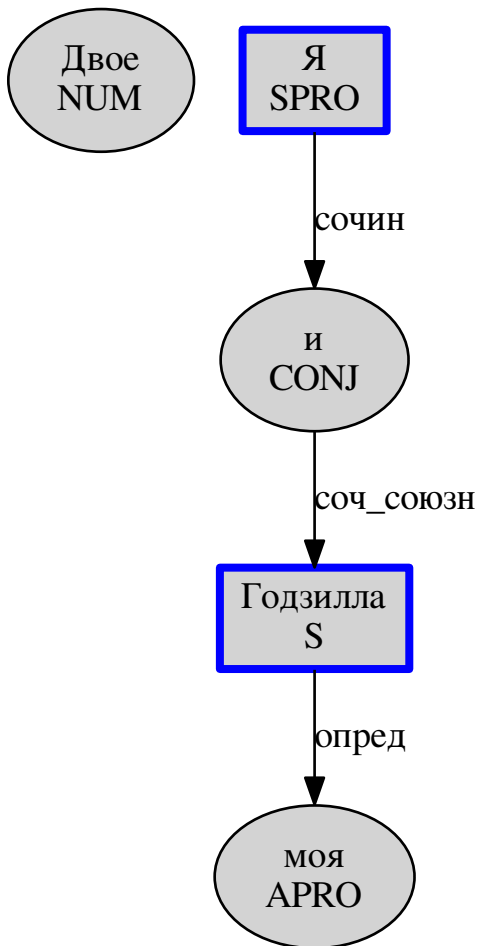 Двое
NUM
Я
SPRO
сочин
и
CONJ
соч_союзн
Годзилла
S
опред
моя
APRO